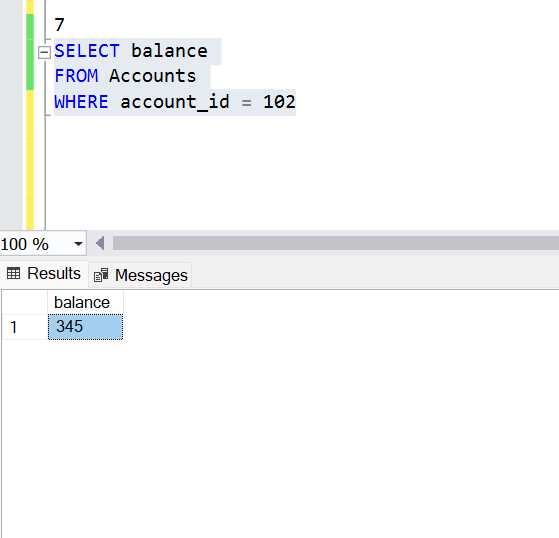 7
SELECT balance
FROM Accounts
WHERE account_id = 102
100 %
Results Messages
balance
1 345